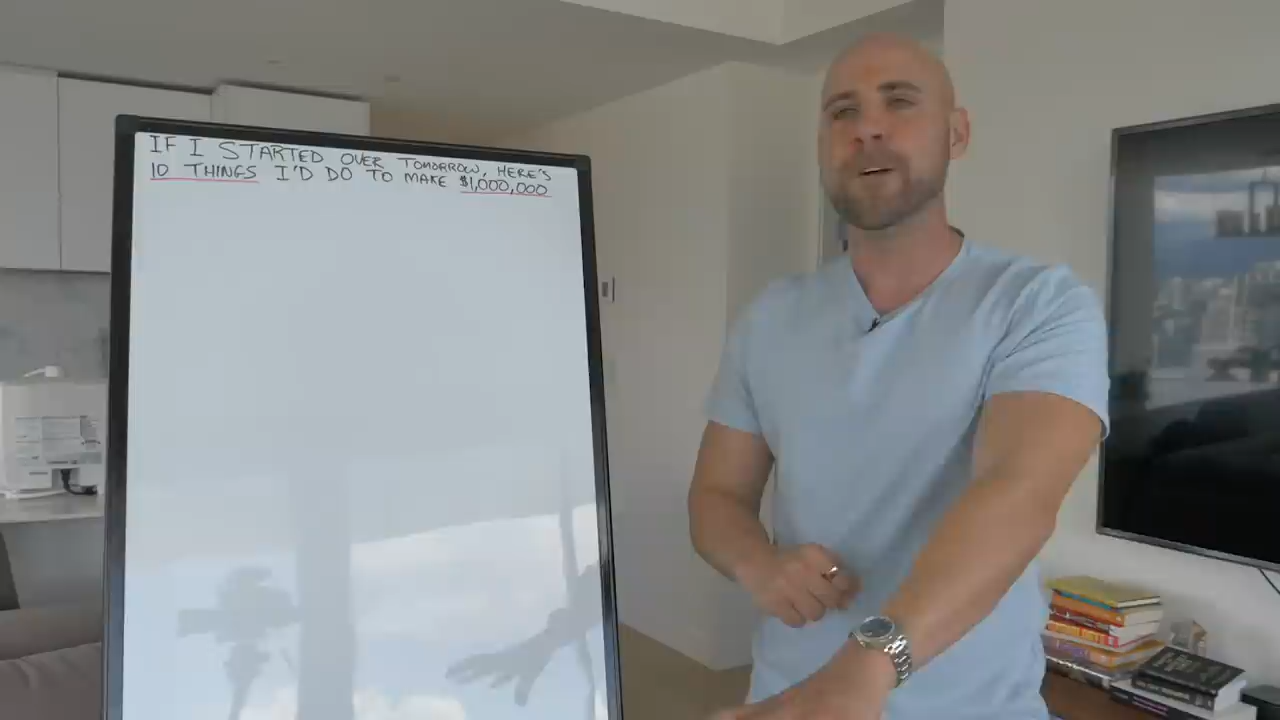 IF I STARTED OVER TOMORROW, HERE'S
10 THINGS I'D DO TO MAKE $1,000,000